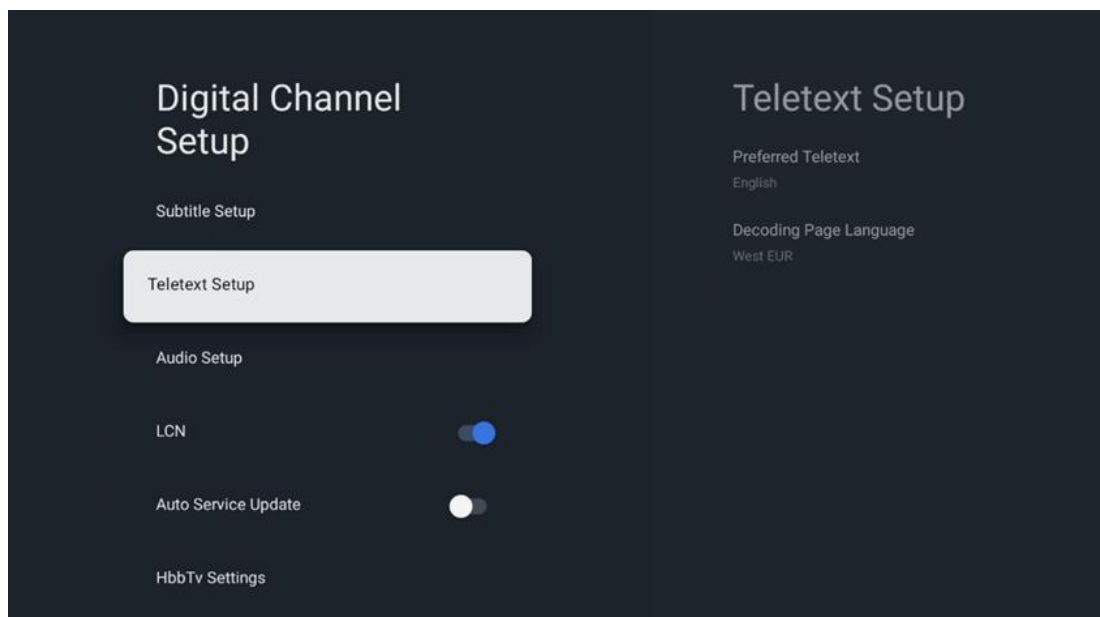 Digital Channel
Setup
Subtitle Setup
Teletext Setup
Audio Setup
LCN
Auto Service Update
HbbTv Settings
Teletext Setup
Preferred Teletext
English
Decoding Page Language
West EUR